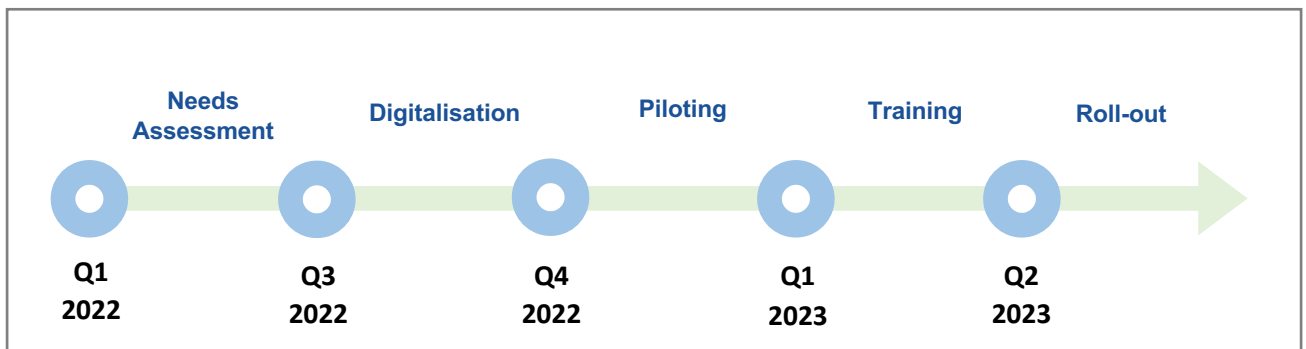 Needs
Assessment
Digitalisation
Piloting
Training
Roll-out
Q1
2022
Q3
2022
Q4
2022
Q1
2023
Q2
2023